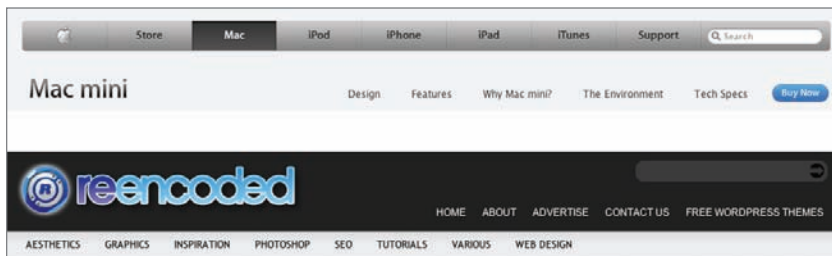 Store Mac iPod iPhone iPad iTunes Support Search
Mac mini Design Features Why Mac mini? The Environment Tech Specs Buy Now
R reencoded
HOME ABOUT ADVERTISE CONTACT US FREE WORDPRESS THEMES
AESTHETICS GRAPHICS INSPIRATION PHOTOSHOP SEO TUTORIALS VARIOUS WEB DESIGN